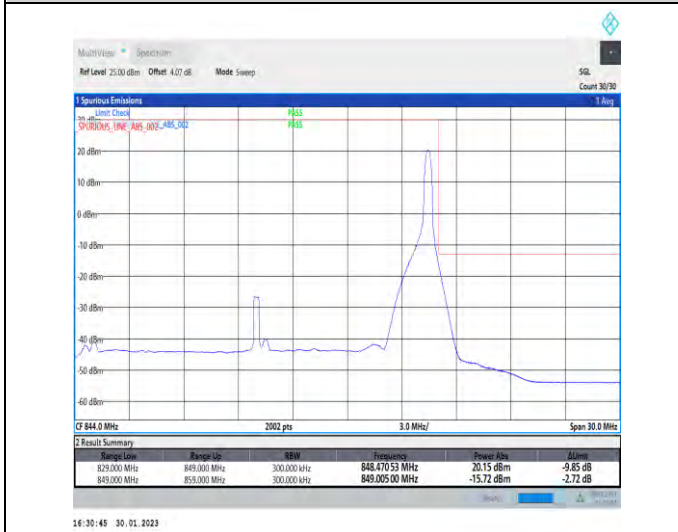 MultiView Spectrum
Ref Level 25.00 dBm Offset 4.07 dB Mode Sweep SGL
Count 30/30
1 Spurious Emissions 1 Avg
Limit Check PASS
30 dBm SPURIOUS_LINE_ABS_002 PASS
20 dBm
10 dBm
0 dBm
-10 dBm
-20 dBm
-30 dBm
-40 dBm
-50 dBm
-60 dBm
CF 844.0 MHz 2002 pts 3.0 MHz/ Span 30.0 MHz
2 Result Summary
Range Low Range Up RBW Frequency Power Abs ΔLimit
829.000 MHz 849.000 MHz 300.000 kHz 848.47053 MHz 20.15 dBm -9.85 dB
849.000 MHz 859.000 MHz 300.000 kHz 849.00500 MHz -15.72 dBm -2.72 dB
Ready
16:30:45 30.01.2023